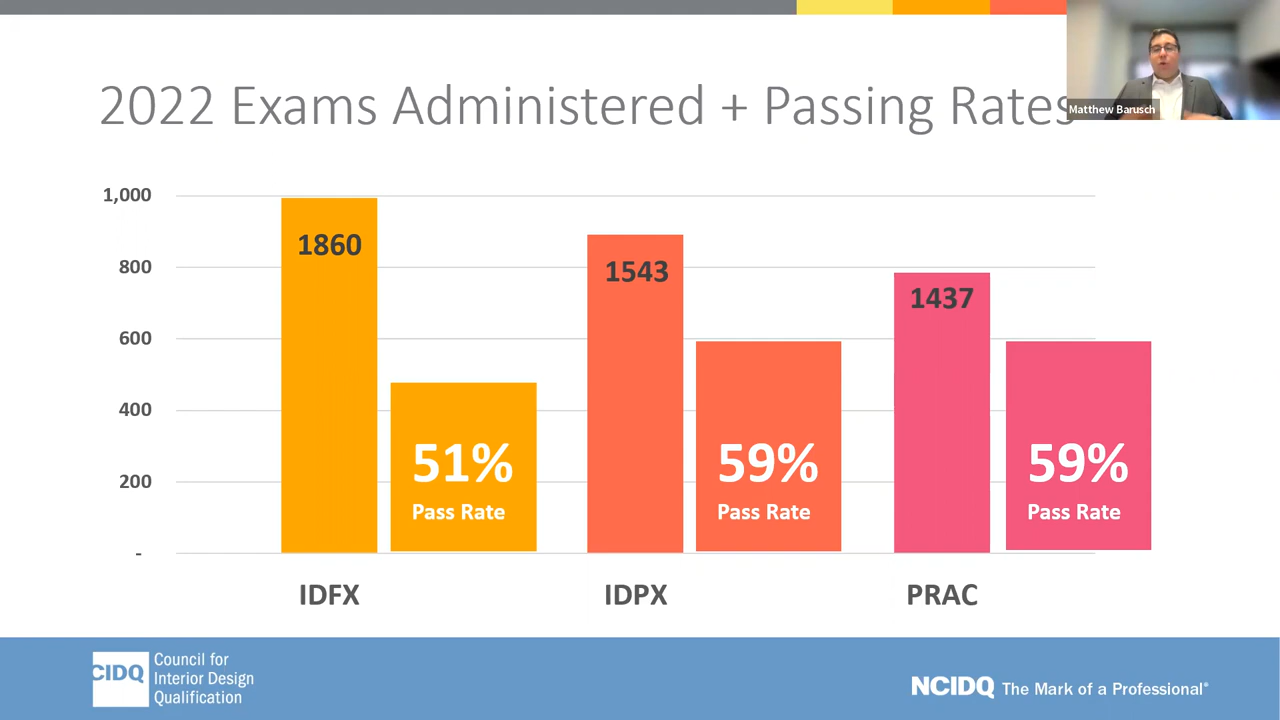 2022 Exams Administered + Passing Rates
Matthew Barusch
1,000
800
600
400
200
-
1860
51%
Pass Rate
1543
59%
Pass Rate
1437
59%
Pass Rate
IDFX
IDPX
PRAC
CIDQ
Council for
Interior Design
Qualification
NCIDQ The Mark of a Professional®